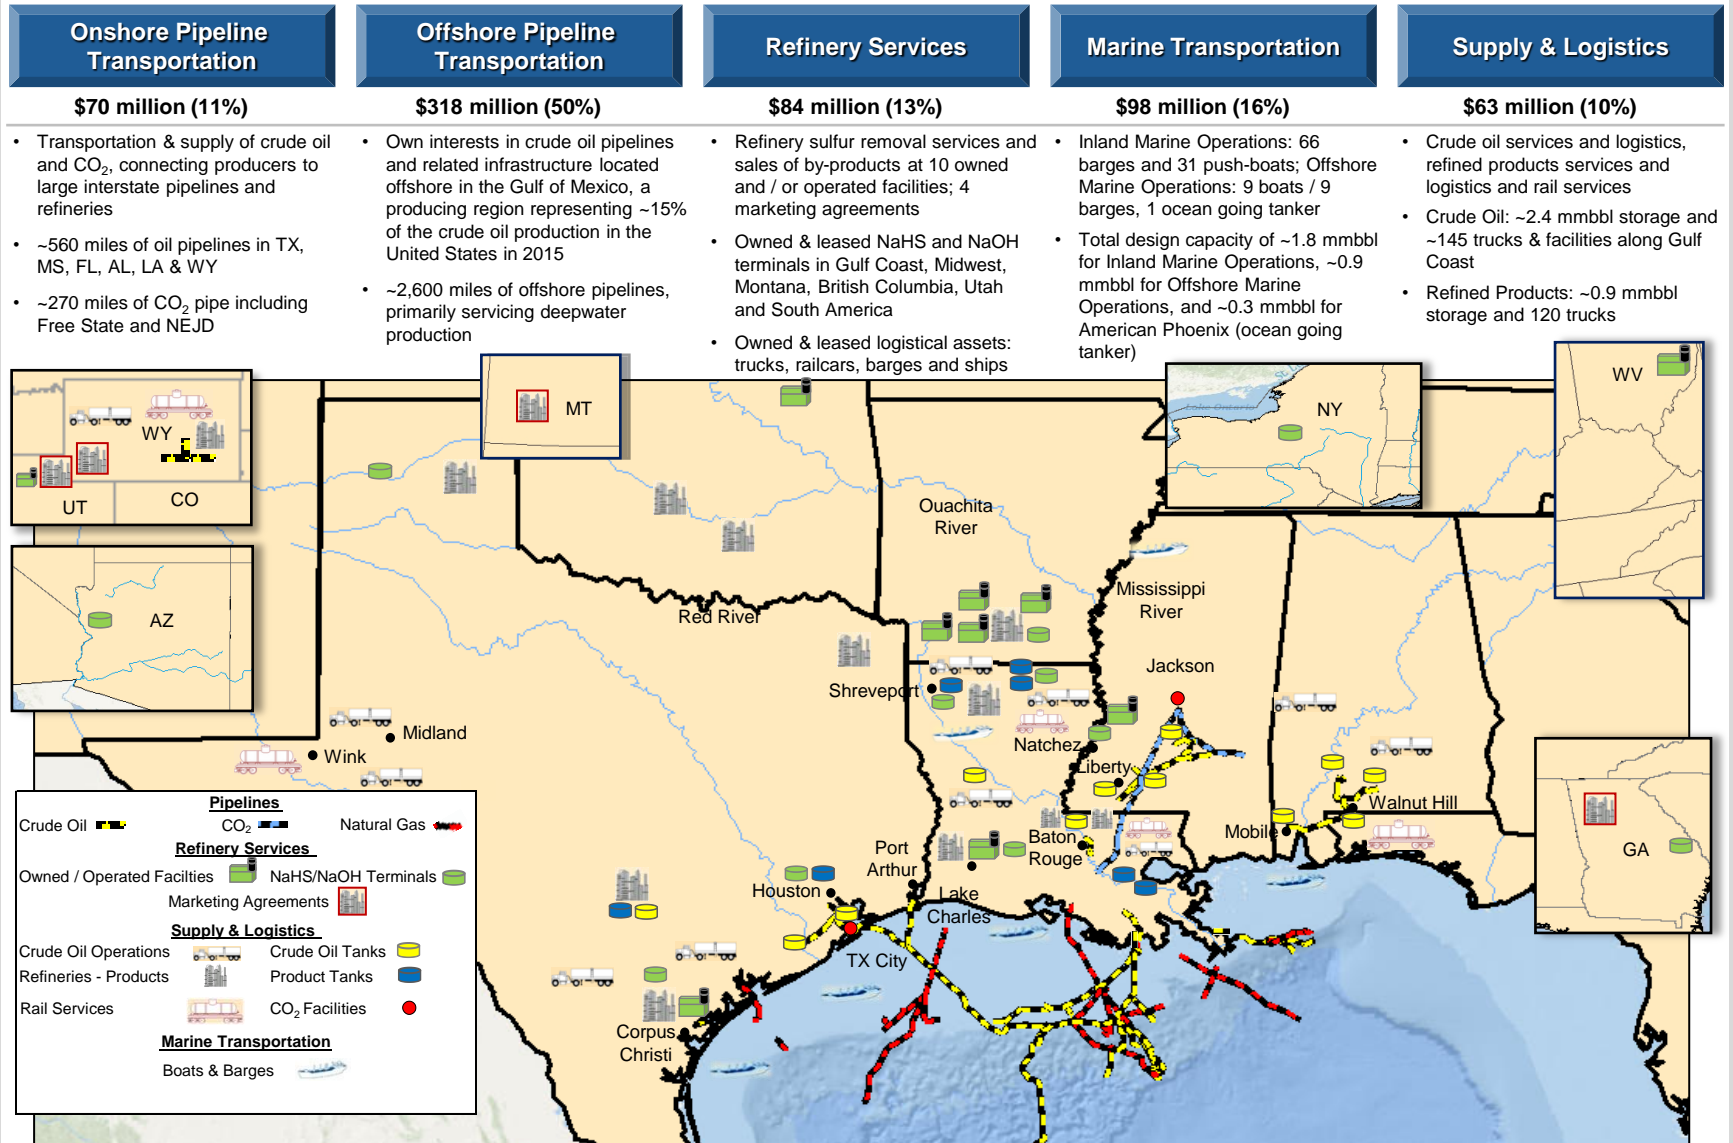 Onshore Pipeline
Transportation
Offshore Pipeline
Transportation
Refinery Services
Marine Transportation
Supply & Logistics
$70 million (11%)
$318 million (50%)
$84 million (13%)
$98 million (16%)
$63 million (10%)
• Transportation & supply of crude oil
and CO2, connecting producers to
large interstate pipelines and
refineries
• ~560 miles of oil pipelines in TX,
MS, FL, AL, LA & WY
• ~270 miles of CO2 pipe including
Free State and NEJD
• Own interests in crude oil pipelines
and related infrastructure located
offshore in the Gulf of Mexico, a
producing region representing ~15%
of the crude oil production in the
United States in 2015
• ~2,600 miles of offshore pipelines,
primarily servicing deepwater
production
• Refinery sulfur removal services and
sales of by-products at 10 owned
and / or operated facilities; 4
marketing agreements
• Owned & leased NaHS and NaOH
terminals in Gulf Coast, Midwest,
Montana, British Columbia, Utah
and South America
• Owned & leased logistical assets:
trucks, railcars, barges and ships
• Inland Marine Operations: 66
barges and 31 push-boats; Offshore
Marine Operations: 9 boats / 9
barges, 1 ocean going tanker
• Total design capacity of ~1.8 mmbbl
for Inland Marine Operations, ~0.9
mmbbl for Offshore Marine
Operations, and ~0.3 mmbbl for
American Phoenix (ocean going
tanker)
• Crude oil services and logistics,
refined products services and
logistics and rail services
• Crude Oil: ~2.4 mmbbl storage and
~145 trucks & facilities along Gulf
Coast
• Refined Products: ~0.9 mmbbl
storage and 120 trucks
WY
UT
CO
MT
Lake Ontario
NY
WV
AZ
GA
Ouachita
River
Mississippi
River
Red River
Jackson
Shreveport
Midland
Wink
Natchez
Liberty
Walnut Hill
Mobile
Baton
Rouge
Port
Arthur
Houston
Lake
Charles
TX City
Corpus
Christi
Pipelines
Crude Oil
CO2
Natural Gas
Refinery Services
Owned / Operated Facilties
NaHS/NaOH Terminals
Marketing Agreements
Supply & Logistics
Crude Oil Operations
Crude Oil Tanks
Refineries - Products
Product Tanks
Rail Services
CO2 Facilities
Marine Transportation
Boats & Barges